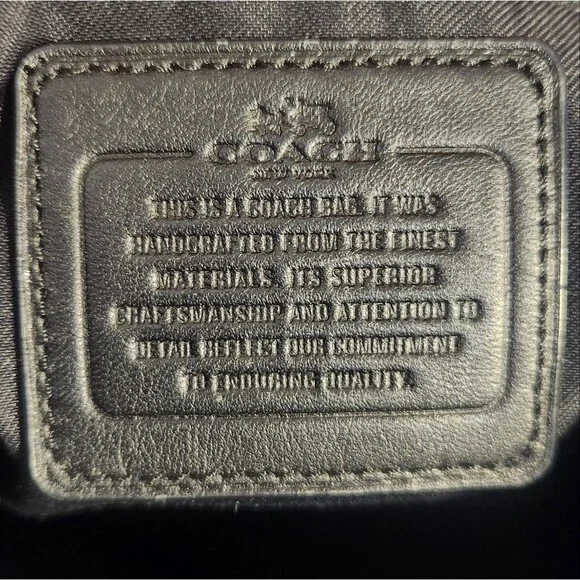 COACH
NEW YORK
THIS IS A COACH BAG. IT WAS
HANDCRAFTED FROM THE FINEST
MATERIALS. ITS SUPERIOR
CRAFTSMANSHIP AND ATTENTION TO
DETAIL REFLECT OUR COMMITMENT
TO ENDURING QUALITY.